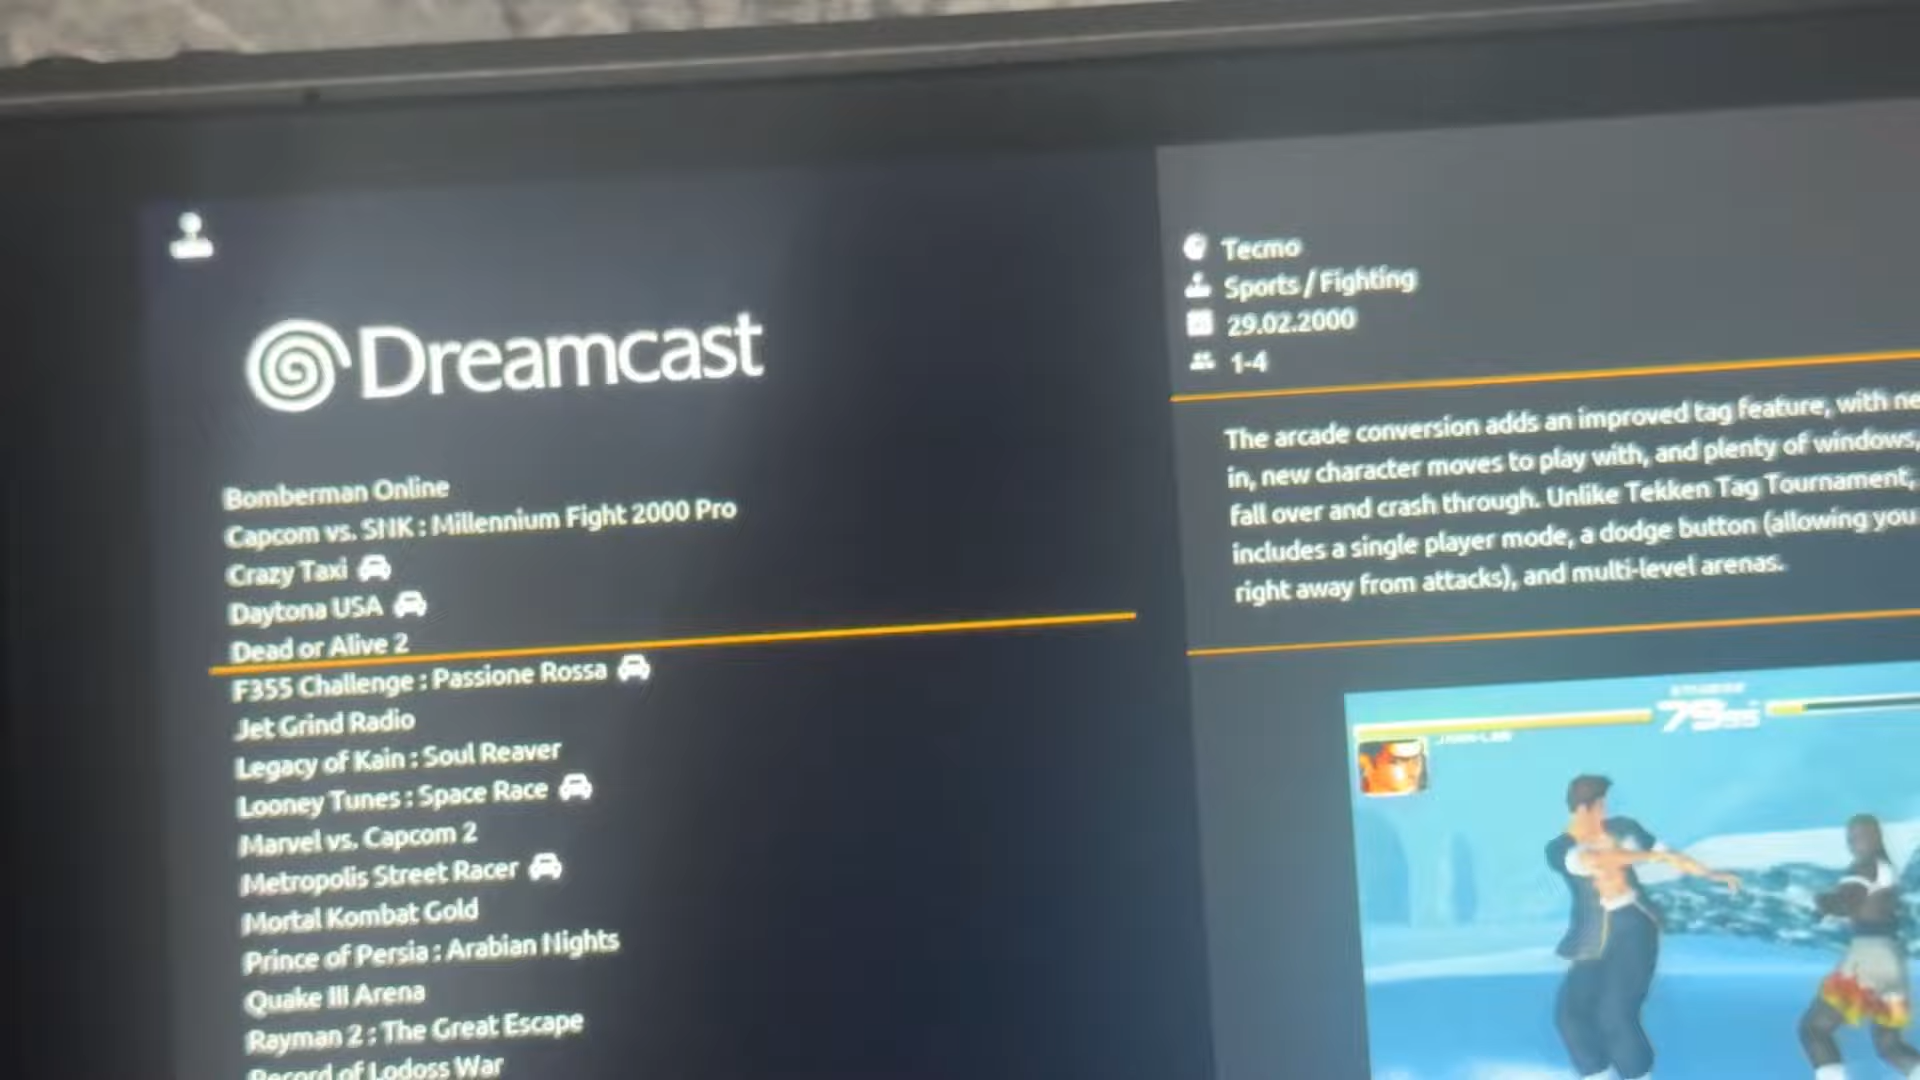 Dreamcast
Bomberman Online
Capcom vs. SNK : Millennium Fight 2000 Pro
Crazy Taxi
Daytona USA
Dead or Alive 2
F355 Challenge : Passione Rossa
Jet Grind Radio
Legacy of Kain : Soul Reaver
Looney Tunes : Space Race
Marvel vs. Capcom 2
Metropolis Street Racer
Mortal Kombat Gold
Prince of Persia : Arabian Nights
Quake III Arena
Rayman 2 : The Great Escape
Record of Lodoss War
Tecmo
Sports / Fighting
29.02.2000
1-4
The arcade conversion adds an improved tag feature, with ne
in, new character moves to play with, and plenty of windows,
fall over and crash through. Unlike Tekken Tag Tournament,
includes a single player mode, a dodge button (allowing you
right away from attacks), and multi-level arenas.